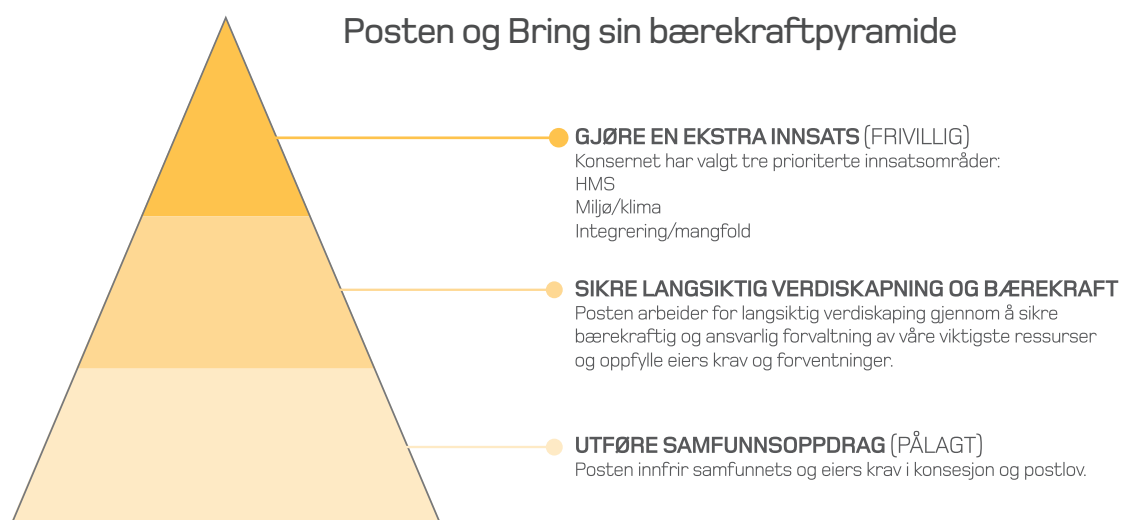 Posten og Bring sin bærekraftpyramide
GJØRE EN EKSTRA INNSATS (FRIVILLIG)
Konsernet har valgt tre prioriterte innsatsområder:
HMS
Miljø/klima
Integrering/mangfold
SIKRE LANGSIKTIG VERDISKAPNING OG BÆREKRAFT
Posten arbeider for langsiktig verdiskaping gjennom å sikre
bærekraftig og ansvarlig forvaltning av våre viktigste ressurser
og oppfylle eiers krav og forventninger.
UTFØRE SAMFUNNSOPPDRAG (PÅLAGT)
Posten innfrir samfunnets og eiers krav i konsesjon og postlov.